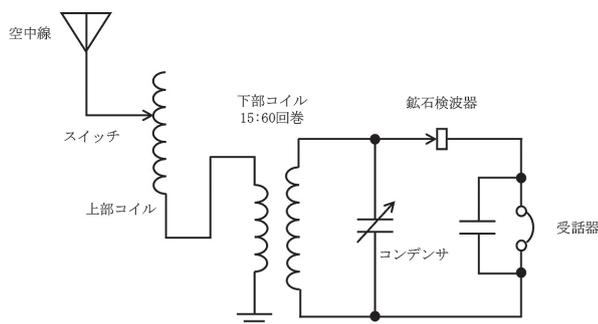 空中線
スイッチ
上部コイル
下部コイル
15:60回巻
鉱石検波器
コンデンサ
受話器